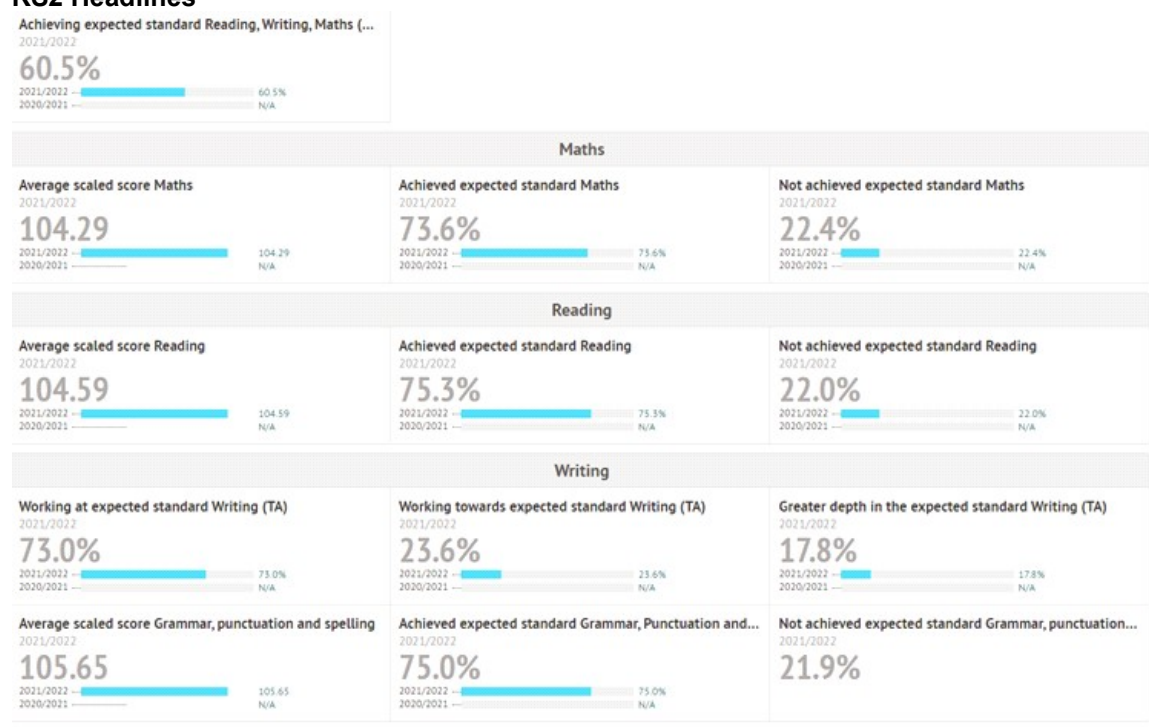 KS2 Headlines
Achieving expected standard Reading, Writing, Maths (...
2021/2022
60.5%
2021/2022 60.5%
2020/2021 N/A
Maths
Average scaled score Maths
2021/2022
104.29
2021/2022 104.29
2020/2021 N/A
Achieved expected standard Maths
2021/2022
73.6%
2021/2022 73.6%
2020/2021 N/A
Not achieved expected standard Maths
2021/2022
22.4%
2021/2022 22.4%
2020/2021 N/A
Reading
Average scaled score Reading
2021/2022
104.59
2021/2022 104.59
2020/2021 N/A
Achieved expected standard Reading
2021/2022
75.3%
2021/2022 75.3%
2020/2021 N/A
Not achieved expected standard Reading
2021/2022
22.0%
2021/2022 22.0%
2020/2021 N/A
Writing
Working at expected standard Writing (TA)
2021/2022
73.0%
2021/2022 73.0%
2020/2021 N/A
Working towards expected standard Writing (TA)
2021/2022
23.6%
2021/2022 23.6%
2020/2021 N/A
Greater depth in the expected standard Writing (TA)
2021/2022
17.8%
2021/2022 17.8%
2020/2021 N/A
Average scaled score Grammar, punctuation and spelling
2021/2022
105.65
2021/2022 105.65
2020/2021 N/A
Achieved expected standard Grammar, Punctuation and...
2021/2022
75.0%
2021/2022 75.0%
2020/2021 N/A
Not achieved expected standard Grammar, punctuation...
2021/2022
21.9%